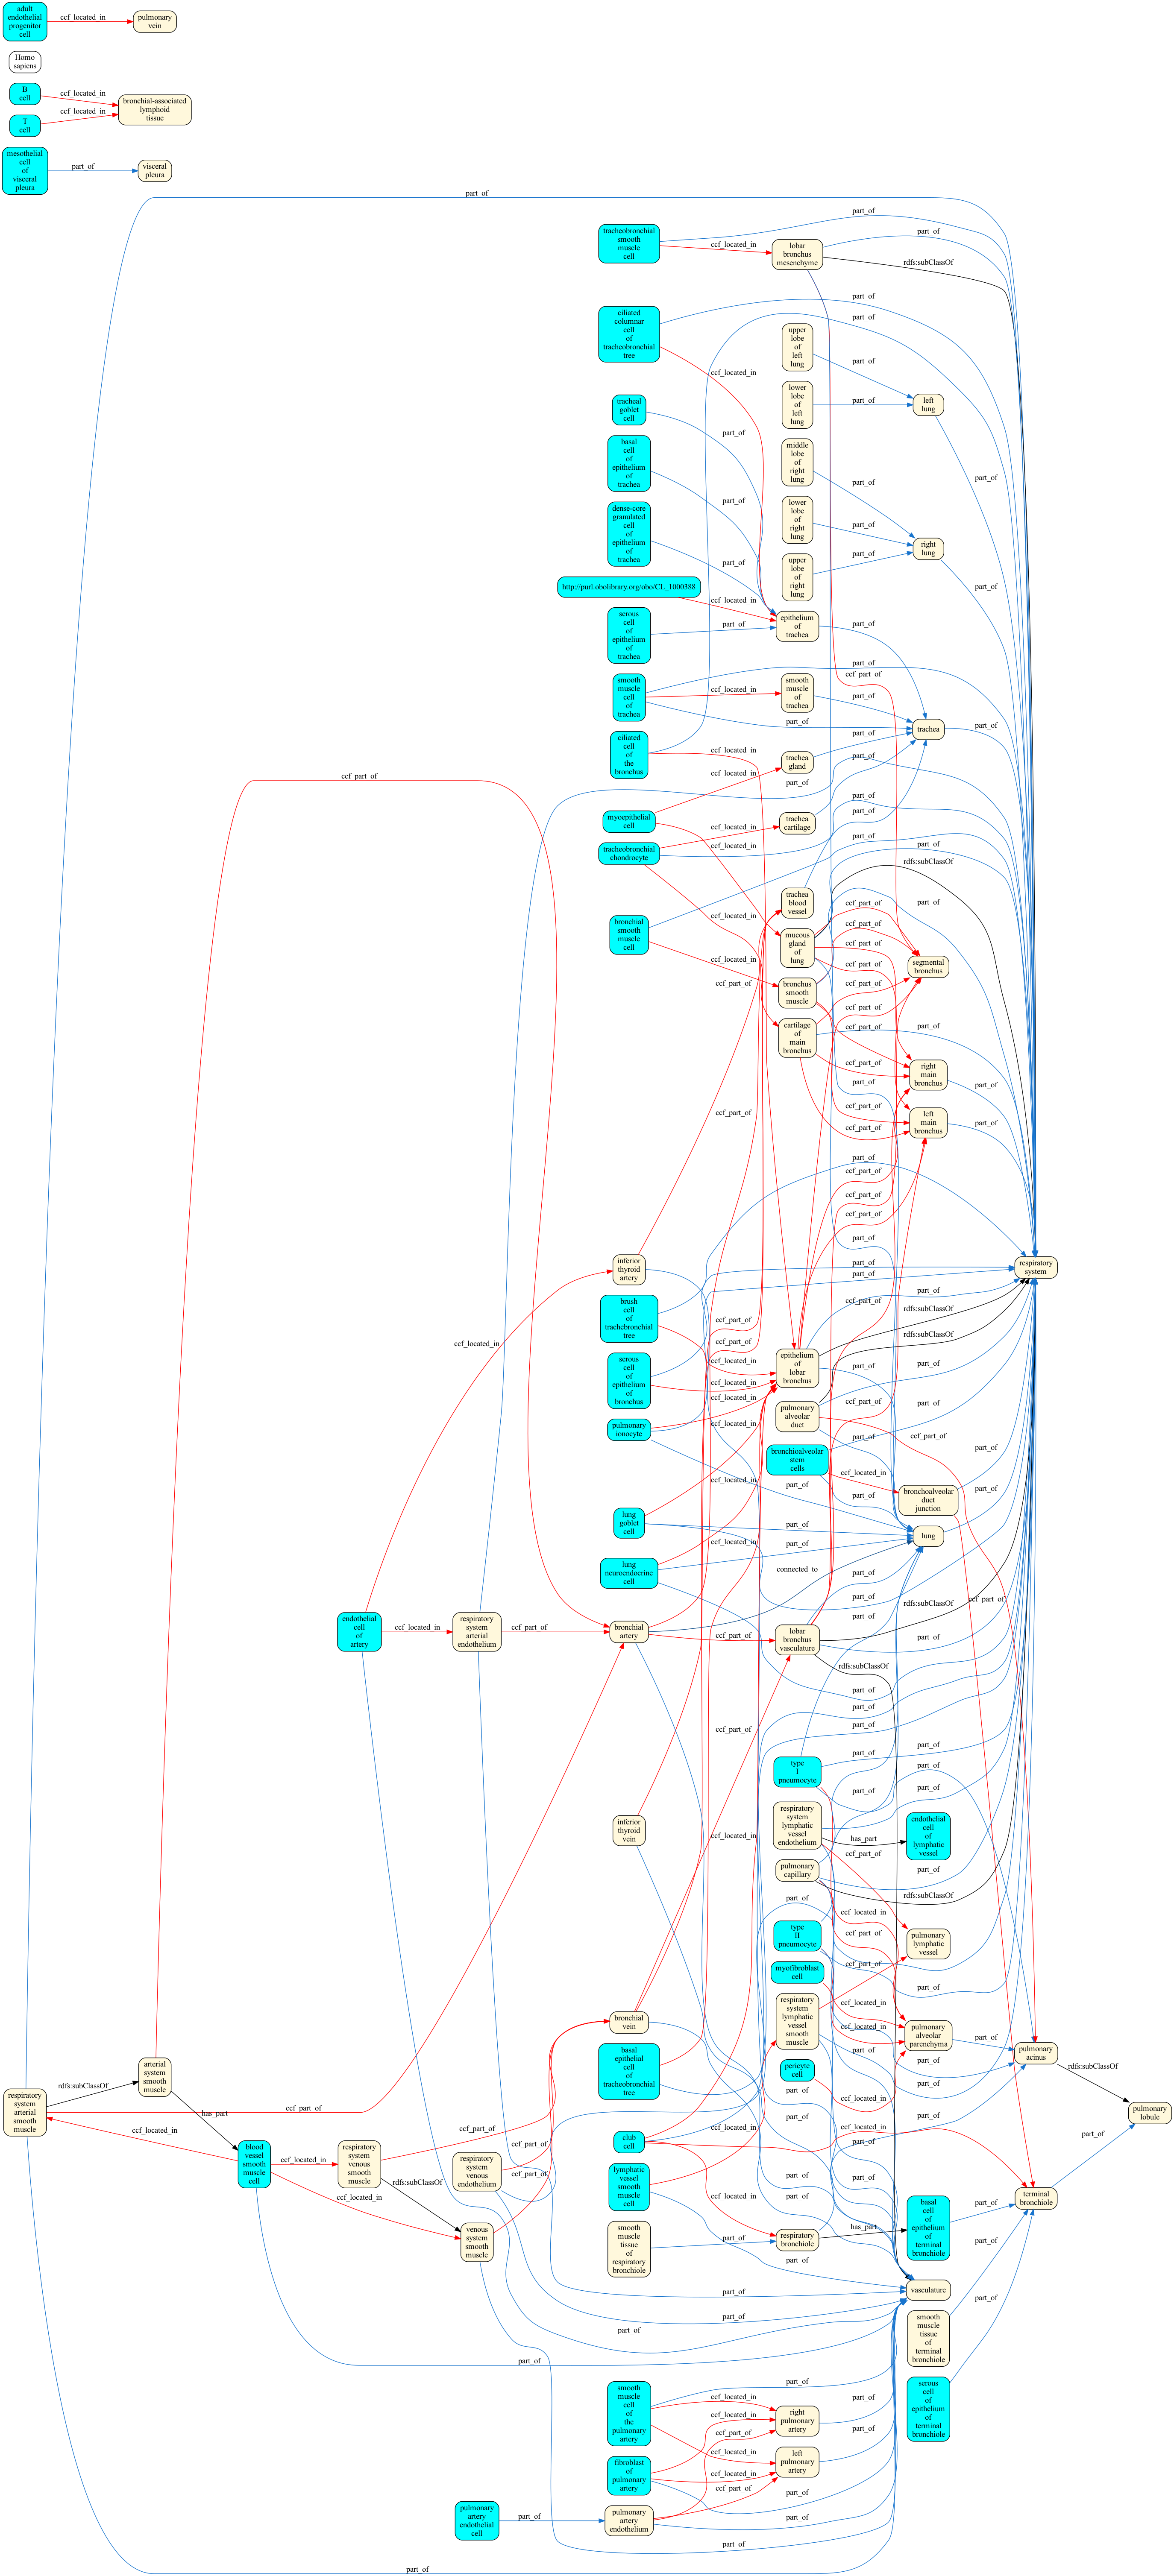 adult
endothelial
progenitor
cell
ccf_located_in
pulmonary
vein
Homo
sapiens
B
cell
ccf_located_in
T
cell
ccf_located_in
bronchial-associated
lymphoid
tissue
mesothelial
cell
of
visceral
pleura
part_of
visceral
pleura
part_of
tracheobronchial
smooth
muscle
cell
part_of
ccf_located_in
lobar
bronchus
mesenchyme
part_of
rdfs:subClassOf
ciliated
columnar
cell
of
tracheobronchial
tree
part_of
part_of
ccf_located_in
upper
lobe
of
left
lung
part_of
lower
lobe
of
left
lung
part_of
left
lung
part_of
tracheal
goblet
cell
part_of
basal
cell
of
epithelium
of
trachea
part_of
middle
lobe
of
right
lung
part_of
dense-core
granulated
cell
of
epithelium
of
trachea
part_of
lower
lobe
of
right
lung
part_of
right
lung
part_of
upper
lobe
of
right
lung
part_of
http://purl.obolibrary.org/obo/CL_1000388
ccf_located_in
serous
cell
of
epithelium
of
trachea
part_of
epithelium
of
trachea
part_of
smooth
muscle
cell
of
trachea
part_of
ccf_located_in
part_of
smooth
muscle
of
trachea
part_of
ccf_part_of
trachea
part_of
ciliated
cell
of
the
bronchus
ccf_located_in
trachea
gland
part_of
ccf_located_in
part_of
ccf_part_of
myoepithelial
cell
ccf_located_in
trachea
cartilage
part_of
ccf_located_in
tracheobronchial
chondrocyte
part_of
part_of
rdfs:subClassOf
ccf_located_in
trachea
blood
vessel
part_of
ccf_part_of
bronchial
smooth
muscle
cell
ccf_located_in
mucous
gland
of
lung
ccf_part_of
ccf_part_of
segmental
bronchus
ccf_part_of
bronchus
smooth
muscle
ccf_part_of
ccf_part_of
ccf_part_of
cartilage
of
main
bronchus
part_of
ccf_part_of
right
main
bronchus
part_of
part_of
ccf_part_of
ccf_part_of
left
main
bronchus
part_of
ccf_part_of
part_of
part_of
ccf_part_of
ccf_part_of
ccf_part_of
part_of
inferior
thyroid
artery
part_of
part_of
respiratory
system
part_of
ccf_part_of
brush
cell
of
trachebronchial
tree
rdfs:subClassOf
ccf_part_of
rdfs:subClassOf
ccf_located_in
ccf_part_of
epithelium
of
lobar
bronchus
part_of
part_of
serous
cell
of
epithelium
of
bronchus
ccf_located_in
ccf_located_in
part_of
pulmonary
alveolar
duct
ccf_part_of
part_of
pulmonary
ionocyte
ccf_located_in
part_of
ccf_part_of
part_of
bronchioalveolar
stem
cells
ccf_located_in
ccf_located_in
part_of
part_of
bronchoalveolar
duct
junction
part_of
lung
goblet
cell
part_of
lung
ccf_located_in
part_of
lung
neuroendocrine
cell
connected_to
ccf_part_of
endothelial
cell
of
artery
ccf_located_in
respiratory
system
arterial
endothelium
ccf_part_of
bronchial
artery
ccf_part_of
lobar
bronchus
vasculature
part_of
rdfs:subClassOf
part_of
part_of
rdfs:subClassOf
part_of
part_of
part_of
ccf_part_of
type
I
pneumocyte
part_of
part_of
part_of
inferior
thyroid
vein
respiratory
system
lymphatic
vessel
endothelium
has_part
endothelial
cell
of
lymphatic
vessel
ccf_located_in
ccf_part_of
pulmonary
capillary
part_of
rdfs:subClassOf
part_of
ccf_located_in
type
II
pneumocyte
ccf_part_of
pulmonary
lymphatic
vessel
myofibroblast
cell
ccf_part_of
part_of
ccf_located_in
respiratory
system
lymphatic
vessel
smooth
muscle
bronchial
vein
ccf_located_in
pulmonary
alveolar
parenchyma
part_of
pulmonary
acinus
rdfs:subClassOf
basal
epithelial
cell
of
tracheobronchial
tree
part_of
part_of
pericyte
cell
ccf_located_in
part_of
pulmonary
lobule
arterial
system
smooth
muscle
rdfs:subClassOf
respiratory
system
arterial
smooth
muscle
ccf_part_of
has_part
ccf_located_in
ccf_part_of
ccf_part_of
club
cell
ccf_located_in
part_of
part_of
part_of
blood
vessel
smooth
muscle
cell
ccf_located_in
ccf_located_in
respiratory
system
venous
smooth
muscle
rdfs:subClassOf
respiratory
system
venous
endothelium
ccf_part_of
part_of
lymphatic
vessel
smooth
muscle
cell
ccf_located_in
part_of
terminal
bronchiole
venous
system
smooth
muscle
smooth
muscle
tissue
of
respiratory
bronchiole
part_of
respiratory
bronchiole
has_part
basal
cell
of
epithelium
of
terminal
bronchiole
part_of
part_of
part_of
part_of
vasculature
part_of
part_of
part_of
part_of
smooth
muscle
tissue
of
terminal
bronchiole
serous
cell
of
epithelium
of
terminal
bronchiole
smooth
muscle
cell
of
the
pulmonary
artery
part_of
ccf_located_in
ccf_located_in
ccf_part_of
right
pulmonary
artery
part_of
ccf_located_in
left
pulmonary
artery
part_of
fibroblast
of
pulmonary
artery
ccf_located_in
ccf_part_of
part_of
pulmonary
artery
endothelial
cell
part_of
pulmonary
artery
endothelium
part_of
part_of
part_of